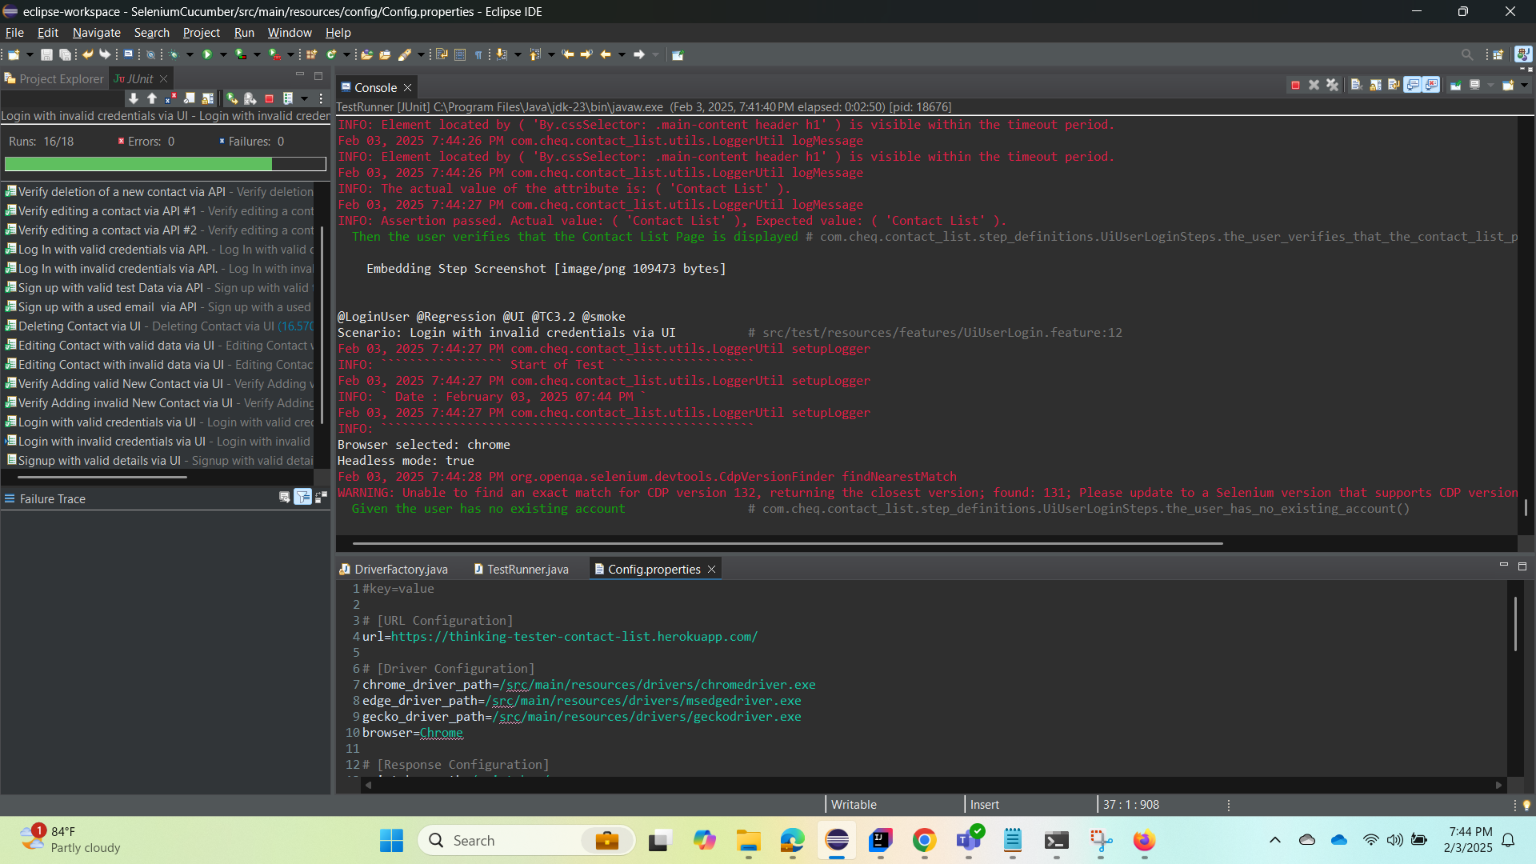 eclipse-workspace - SeleniumCucumber/src/main/resources/config/Config.properties - Eclipse IDE
File Edit Navigate Search Project Run Window Help
Project Explorer
JUnit
Login with invalid credentials via UI - Login with invalid creder
Runs: 16/18 Errors: 0 Failures: 0
Verify deletion of a new contact via API - Verify deletion
Verify editing a contact via API #1 - Verify editing a cont
Verify editing a contact via API #2 - Verify editing a cont
Log In with valid credentials via API. - Log In with valid c
Log In with invalid credentials via API. - Log In with inva
Sign up with valid test Data via API - Sign up with valid
Sign up with a used email  via API - Sign up with a used
Deleting Contact via UI - Deleting Contact via UI (16.570
Editing Contact with valid data via UI - Editing Contact v
Editing Contact with invalid data via UI - Editing Contac
Verify Adding valid New Contact via UI - Verify Adding v
Verify Adding invalid New Contact via UI - Verify Adding
Login with valid credentials via UI - Login with valid cred
Login with invalid credentials via UI - Login with invalid
Signup with valid details via UI - Signup with valid detai
Failure Trace
Console
TestRunner [JUnit] C:\Program Files\Java\jdk-23\bin\javaw.exe (Feb 3, 2025, 7:41:40 PM elapsed: 0:02:50) [pid: 18676]
INFO: Element located by ( 'By.cssSelector: .main-content header h1' ) is visible within the timeout period.
Feb 03, 2025 7:44:26 PM com.cheq.contact_list.utils.LoggerUtil logMessage
INFO: Element located by ( 'By.cssSelector: .main-content header h1' ) is visible within the timeout period.
Feb 03, 2025 7:44:26 PM com.cheq.contact_list.utils.LoggerUtil logMessage
INFO: The actual value of the attribute is: ( 'Contact List' ).
Feb 03, 2025 7:44:27 PM com.cheq.contact_list.utils.LoggerUtil logMessage
INFO: Assertion passed. Actual value: ( 'Contact List' ), Expected value: ( 'Contact List' ).
Then the user verifies that the Contact List Page is displayed # com.cheq.contact_list.step_definitions.UiUserLoginSteps.the_user_verifies_that_the_contact_list_p
Embedding Step Screenshot [image/png 109473 bytes]
@LoginUser @Regression @UI @TC3.2 @smoke
Scenario: Login with invalid credentials via UI # src/test/resources/features/UiUserLogin.feature:12
Feb 03, 2025 7:44:27 PM com.cheq.contact_list.utils.LoggerUtil setupLogger
INFO: ````````````````` Start of Test ````````````````````
Feb 03, 2025 7:44:27 PM com.cheq.contact_list.utils.LoggerUtil setupLogger
INFO: ` Date : February 03, 2025 07:44 PM `
Feb 03, 2025 7:44:27 PM com.cheq.contact_list.utils.LoggerUtil setupLogger
INFO: ````````````````````````````````````````````````````
Browser selected: chrome
Headless mode: true
Feb 03, 2025 7:44:28 PM org.openqa.selenium.devtools.CdpVersionFinder findNearestMatch
WARNING: Unable to find an exact match for CDP version 132, returning the closest version; found: 131; Please update to a Selenium version that supports CDP version
Given the user has no existing account # com.cheq.contact_list.step_definitions.UiUserLoginSteps.the_user_has_no_existing_account()
DriverFactory.java TestRunner.java Config.properties
1 #key=value
2
3 # [URL Configuration]
4 url=https://thinking-tester-contact-list.herokuapp.com/
5
6 # [Driver Configuration]
7 chrome_driver_path=/src/main/resources/drivers/chromedriver.exe
8 edge_driver_path=/src/main/resources/drivers/msedgedriver.exe
9 gecko_driver_path=/src/main/resources/drivers/geckodriver.exe
10 browser=Chrome
11
12 # [Response Configuration]
Writable Insert 37 : 1 : 908
1
84°F
Partly cloudy
Search
7:44 PM
2/3/2025